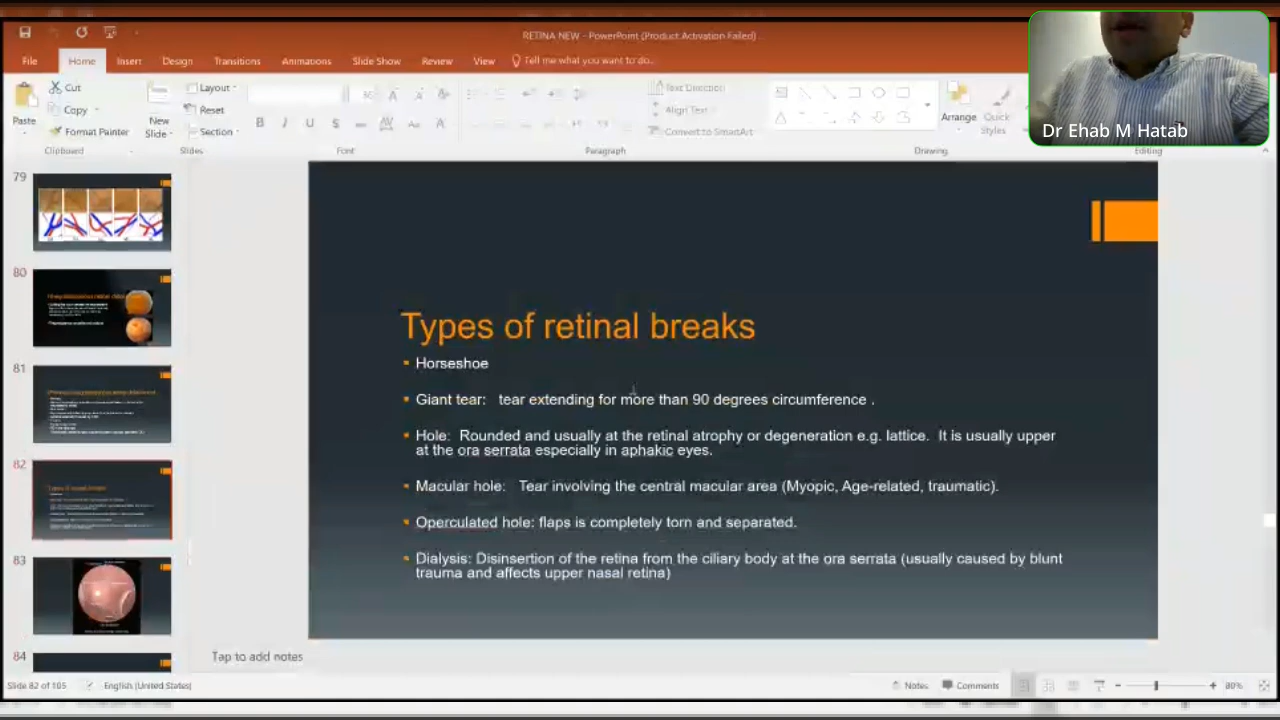 RETINA NEW - PowerPoint (Product Activation Failed)
File Home Insert Design Transitions Animations Slide Show Review View Tell me what you want to do...
Paste
Cut
Copy
Format Painter
Clipboard
New Slide
Layout
Reset
Section
Slides
Font
Text Direction
Align Text
Convert to SmartArt
Paragraph
Arrange
Quick Styles
Drawing
Editing
Dr Ehab M Hatab
79
80
81
82
83
84
Types of retinal breaks
Horseshoe
Giant tear: Tear extending for more than 90 degrees circumference .
Hole: Rounded and usually at the retinal atrophy or degeneration e.g. lattice. It is usually upper
at the ora serrata especially in aphakic eyes.
Macular hole: Tear involving the central macular area (Myopic, Age-related, traumatic).
Operculated hole: flaps is completely torn and separated.
Dialysis: Disinsertion of the retina from the ciliary body at the ora serrata (usually caused by blunt
trauma and affects upper nasal retina)
Tap to add notes
Slide 82 of 105 English (United States) Notes Comments 80%